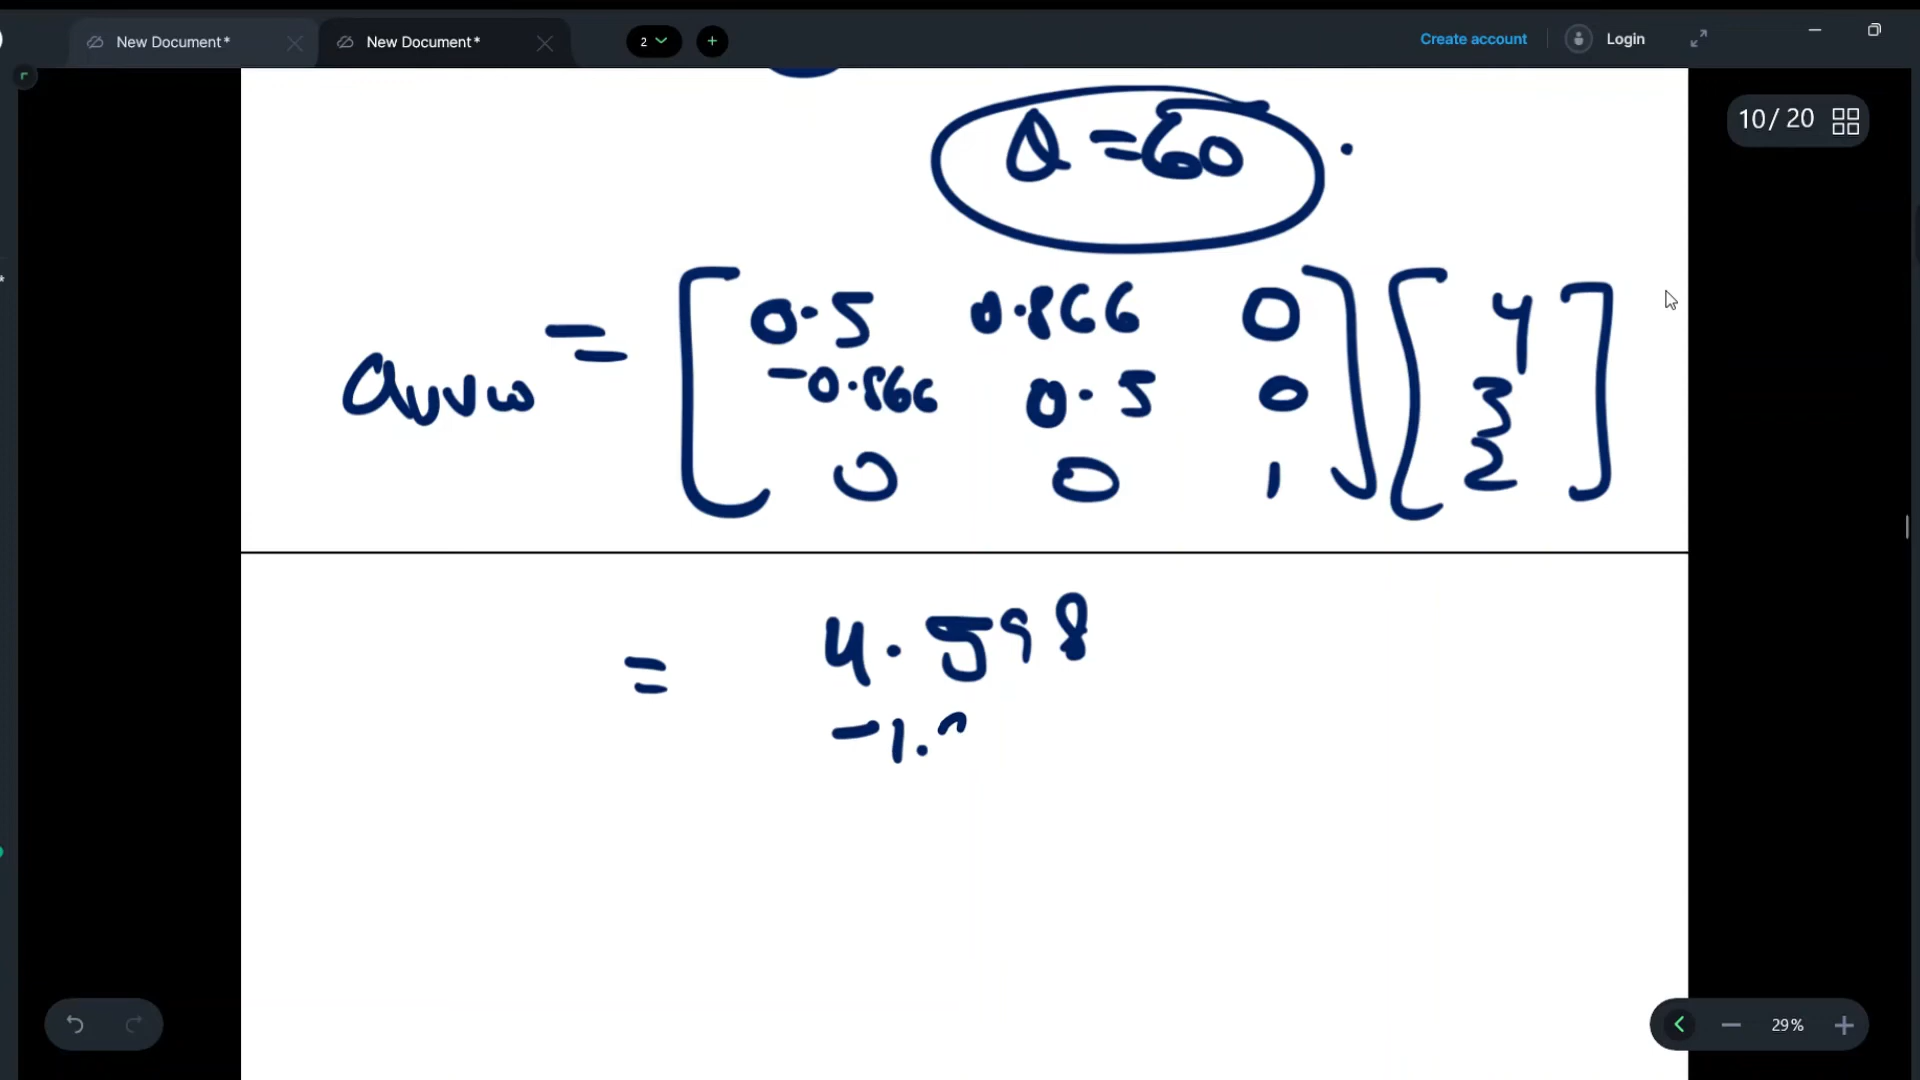 New Document* New Document* 2 + Create account Login
10/ 20
Q = 60 .
auvw = [ 0.5 0.866 0 ] [ 4 ]
-0.866 0.5 0 3
0 0 1 2
= 4.598
-1.
29%